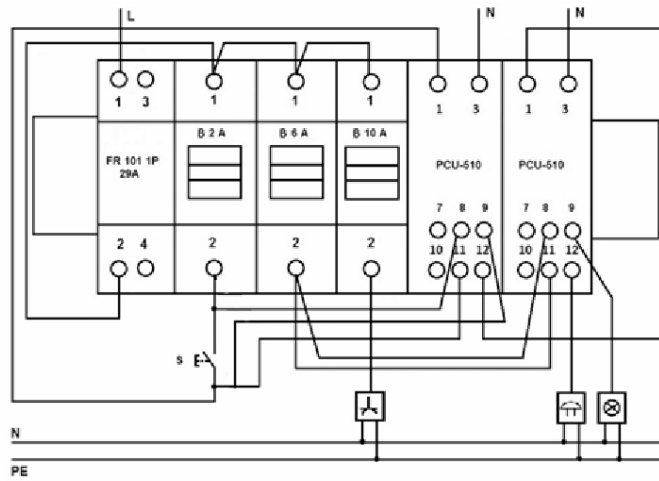 L N N
1 3 1 1 1 1 3 1 3
B 2 A B 6 A B 10 A
FR 101 1P
29A
PCU-510 PCU-510
7 8 9 7 8 9
2 4 2 2 2 10 11 12 10 11 12
S
N
PE